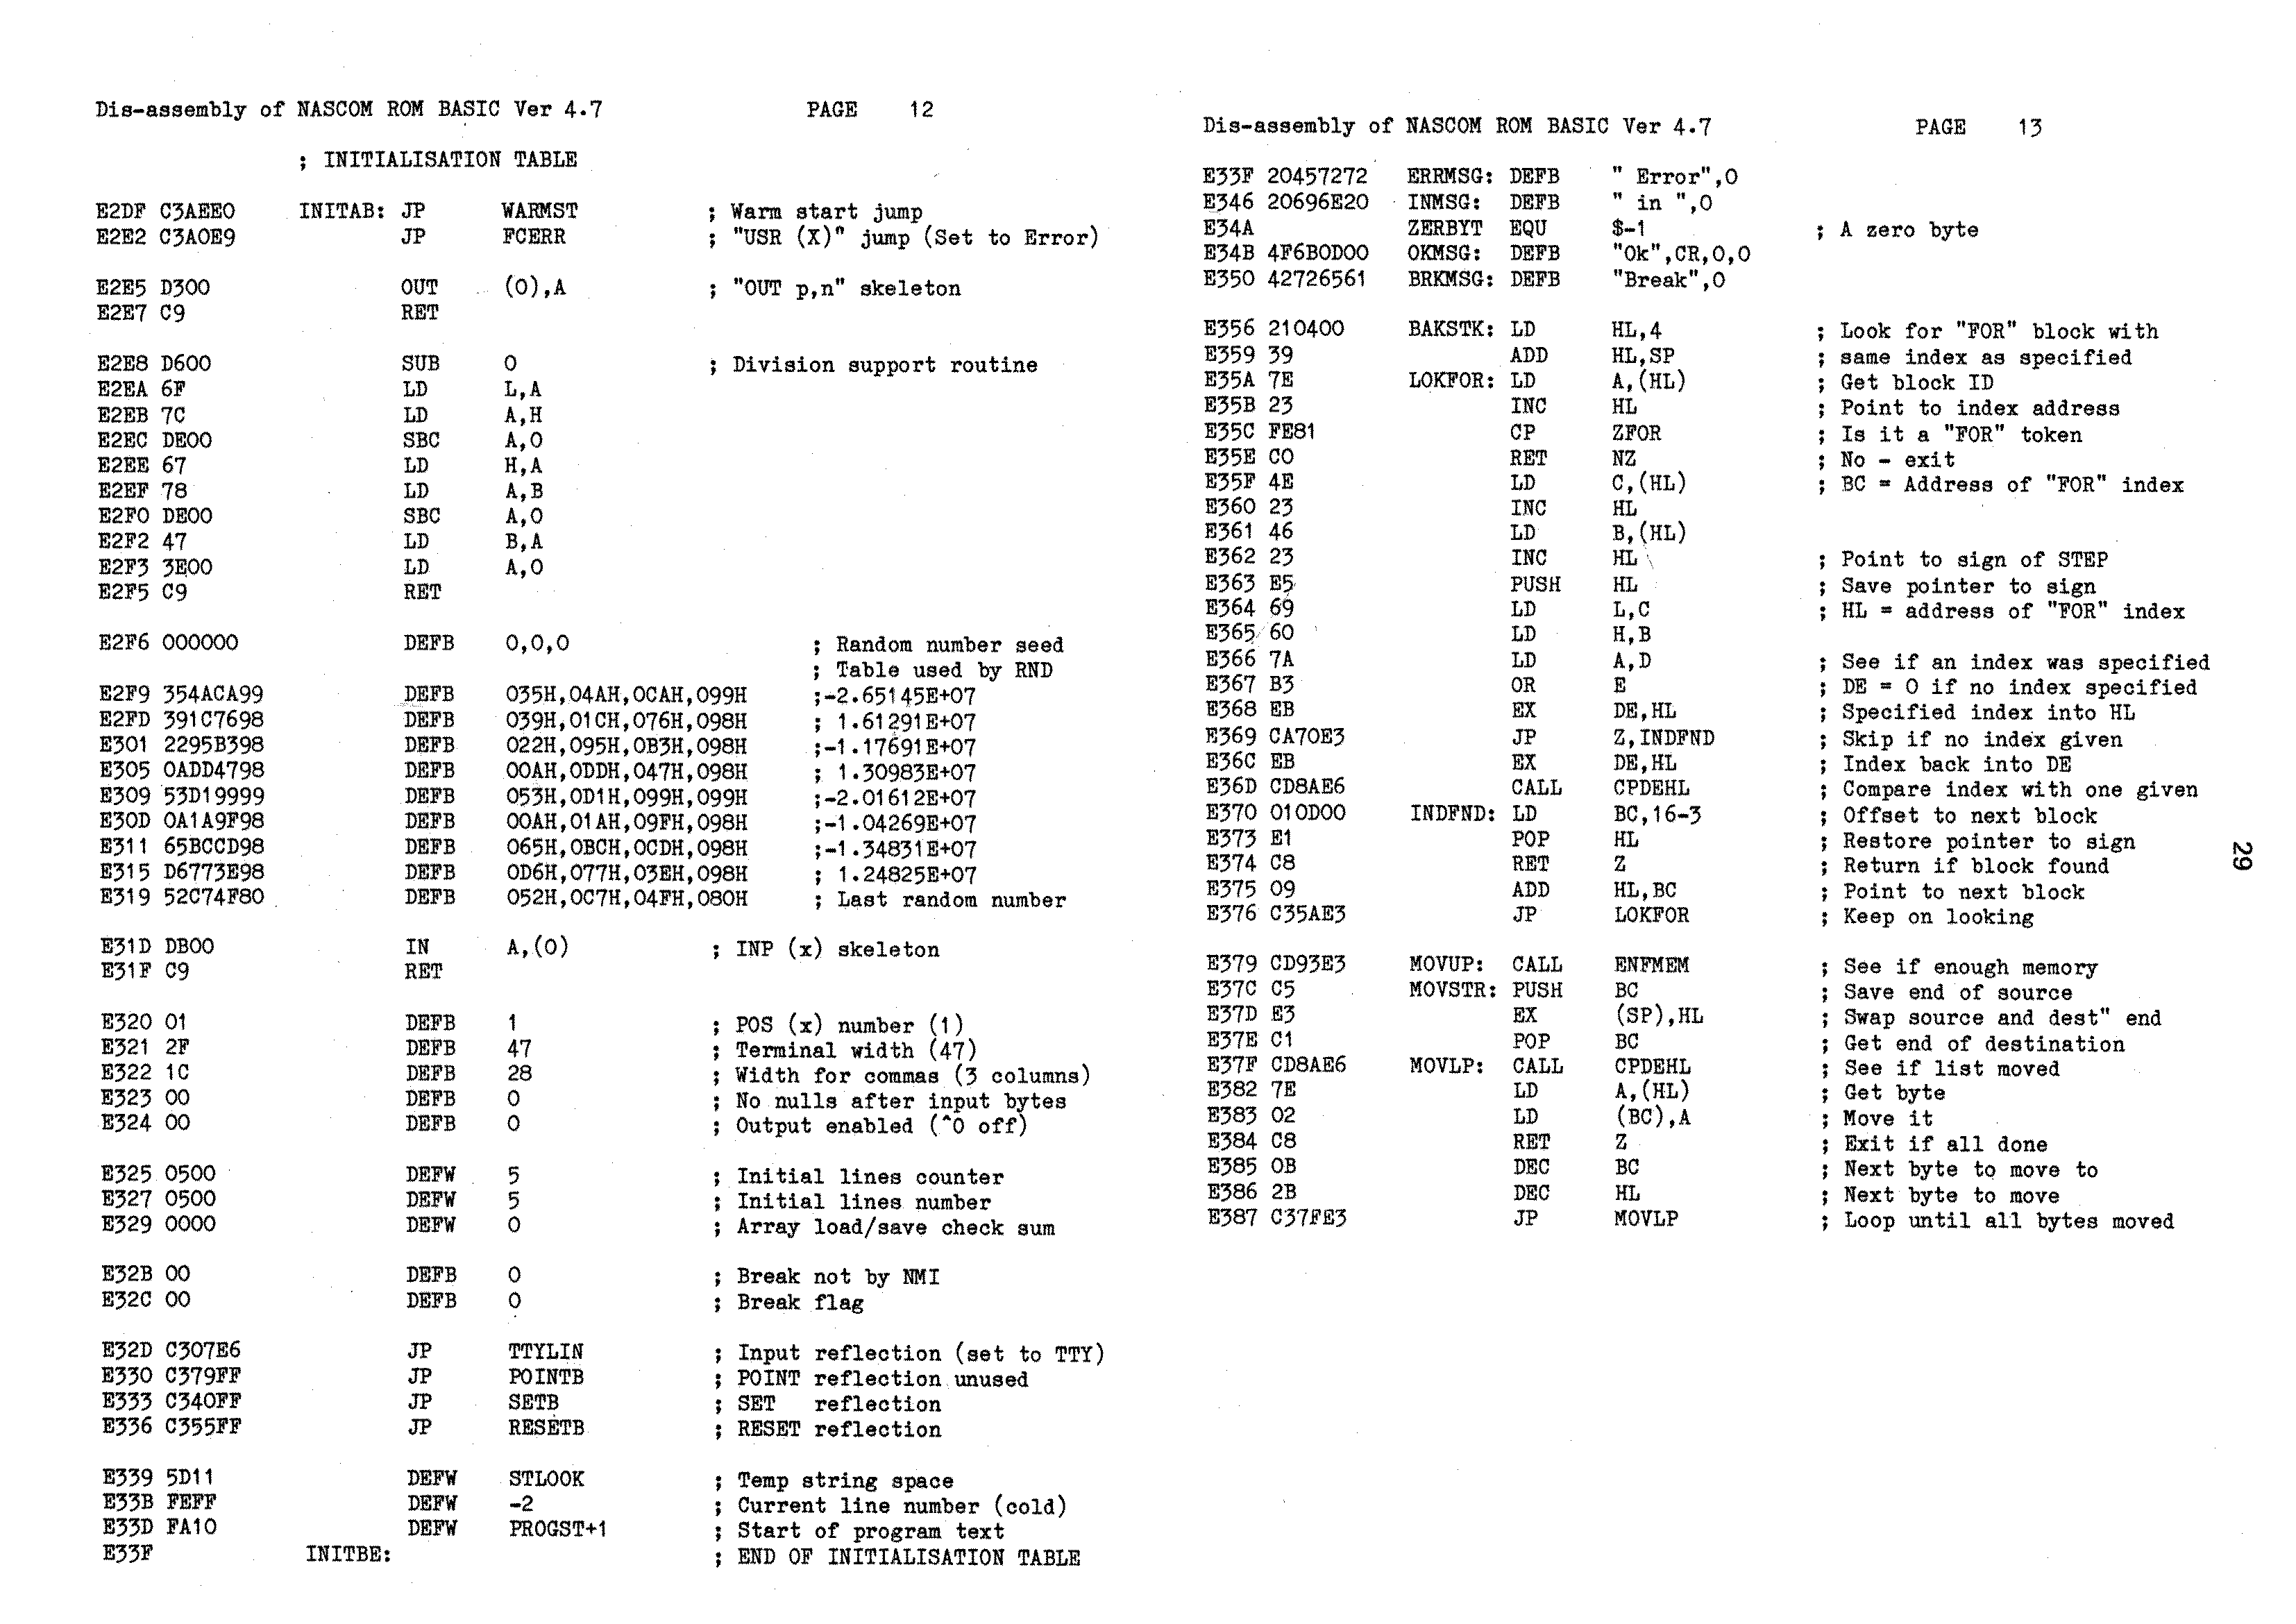 Dis-assembly of NASCOM ROM BASIC Ver 4.7 PAGE 12
; INITIALISATION TABLE
E2DF C3AEE0 INITAB: JP WARMST ; Warm start jump
E2E2 C3A0E9 JP FCERR ; "USR (X)" jump (Set to Error)
E2E5 D300 OUT (0),A ; "OUT p,n" skeleton
E2E7 C9 RET
E2E8 D600 SUB 0 ; Division support routine
E2EA 6F LD L,A
E2EB 7C LD A,H
E2EC DE00 SBC A,0
E2EE 67 LD H,A
E2EF 78 LD A,B
E2F0 DE00 SBC A,0
E2F2 47 LD B,A
E2F3 3E00 LD A,0
E2F5 C9 RET
E2F6 000000 DEFB 0,0,0 ; Random number seed
; Table used by RND
E2F9 354ACA99 DEFB 035H,04AH,0CAH,099H ;-2.65145E+07
E2FD 391C7698 DEFB 039H,01CH,076H,098H ; 1.61291E+07
E301 2295B398 DEFB 022H,095H,0B3H,098H ;-1.17691E+07
E305 0ADD4798 DEFB 00AH,0DDH,047H,098H ; 1.30983E+07
E309 53D19999 DEFB 053H,0D1H,099H,099H ;-2.01612E+07
E30D 0A1A9F98 DEFB 00AH,01AH,09FH,098H ;-1.04269E+07
E311 65BCCD98 DEFB 065H,0BCH,0CDH,098H ;-1.34831E+07
E315 D6773E98 DEFB 0D6H,077H,03EH,098H ; 1.24825E+07
E319 52C74F80 DEFB 052H,0C7H,04FH,080H ; Last random number
E31D DB00 IN A,(0) ; INP (x) skeleton
E31F C9 RET
E320 01 DEFB 1 ; POS (x) number (1)
E321 2F DEFB 47 ; Terminal width (47)
E322 1C DEFB 28 ; Width for commas (3 columns)
E323 00 DEFB 0 ; No nulls after input bytes
E324 00 DEFB 0 ; Output enabled (^O off)
E325 0500 DEFW 5 ; Initial lines counter
E327 0500 DEFW 5 ; Initial lines number
E329 0000 DEFW 0 ; Array load/save check sum
E32B 00 DEFB 0 ; Break not by NMI
E32C 00 DEFB 0 ; Break flag
E32D C307E6 JP TTYLIN ; Input reflection (set to TTY)
E330 C379FF JP POINTB ; POINT reflection unused
E333 C340FF JP SETB ; SET reflection
E336 C355FF JP RESETB ; RESET reflection
E339 5D11 DEFW STLOOK ; Temp string space
E33B FEFF DEFW -2 ; Current line number (cold)
E33D FA10 DEFW PROGST+1 ; Start of program text
E33F INITBE: ; END OF INITIALISATION TABLE
Dis-assembly of NASCOM ROM BASIC Ver 4.7 PAGE 13
E33F 20457272 ERRMSG: DEFB " Error",0
E346 20696E20 INMSG: DEFB " in ",0
E34A ZERBYT EQU $-1 ; A zero byte
E34B 4F6B0D00 OKMSG: DEFB "Ok",CR,0,0
E350 42726561 BRKMSG: DEFB "Break",0
E356 210400 BAKSTK: LD HL,4 ; Look for "FOR" block with
E359 39 ADD HL,SP ; same index as specified
E35A 7E LOKFOR: LD A,(HL) ; Get block ID
E35B 23 INC HL ; Point to index address
E35C FE81 CP ZFOR ; Is it a "FOR" token
E35E C0 RET NZ ; No - exit
E35F 4E LD C,(HL) ; BC = Address of "FOR" index
E360 23 INC HL
E361 46 LD B,(HL)
E362 23 INC HL ; Point to sign of STEP
E363 E5 PUSH HL ; Save pointer to sign
E364 69 LD L,C ; HL = address of "FOR" index
E365 60 LD H,B
E366 7A LD A,D ; See if an index was specified
E367 B3 OR E ; DE = 0 if no index specified
E368 EB EX DE,HL ; Specified index into HL
E369 CA70E3 JP Z,INDFND ; Skip if no index given
E36C EB EX DE,HL ; Index back into DE
E36D CD8AE6 CALL CPDEHL ; Compare index with one given
E370 010D00 INDFND: LD BC,16-3 ; Offset to next block
E373 E1 POP HL ; Restore pointer to sign
E374 C8 RET Z ; Return if block found
E375 09 ADD HL,BC ; Point to next block
E376 C35AE3 JP LOKFOR ; Keep on looking
E379 CD93E3 MOVUP: CALL ENFMEM ; See if enough memory
E37C C5 MOVSTR: PUSH BC ; Save end of source
E37D E3 EX (SP),HL ; Swap source and dest" end
E37E C1 POP BC ; Get end of destination
E37F CD8AE6 MOVLP: CALL CPDEHL ; See if list moved
E382 7E LD A,(HL) ; Get byte
E383 02 LD (BC),A ; Move it
E384 C8 RET Z ; Exit if all done
E385 0B DEC BC ; Next byte to move to
E386 2B DEC HL ; Next byte to move
E387 C37FE3 JP MOVLP ; Loop until all bytes moved
29